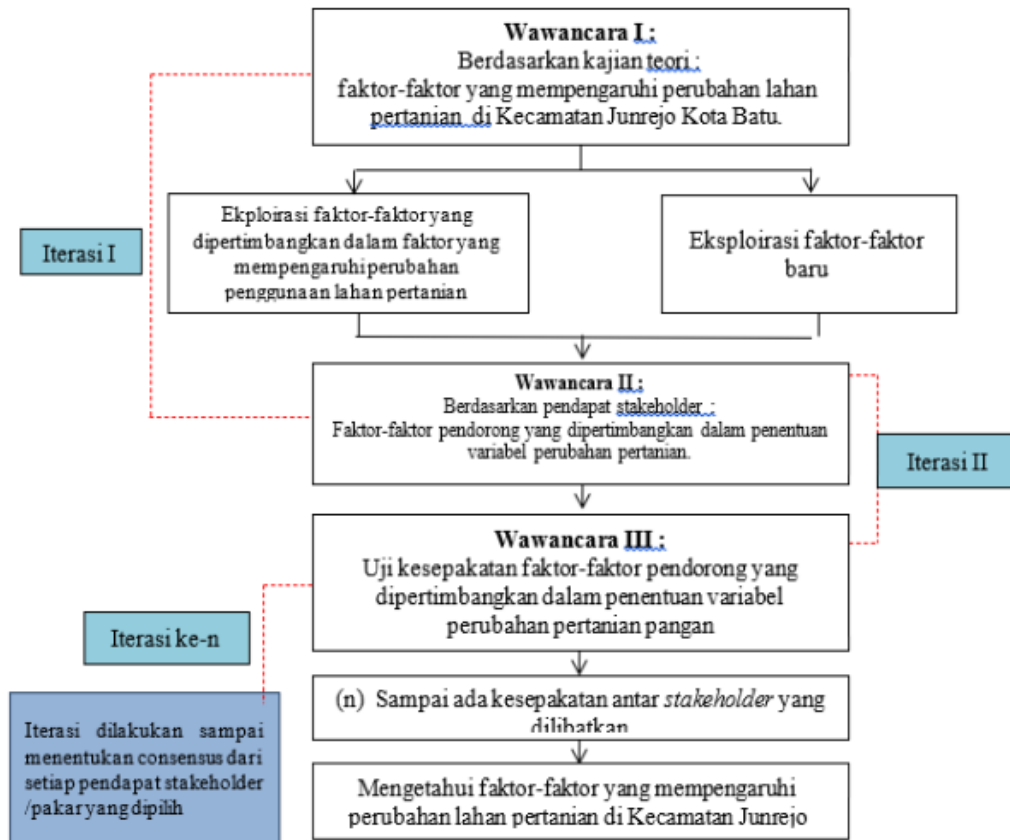 Wawancara I :
Berdasarkan kajian teori :
faktor-faktor yang mempengaruhi perubahan lahan
pertanian di Kecamatan Junrejo Kota Batu.
Iterasi I
Ekploirasi faktor-faktor yang
dipertimbangkan dalam faktor yang
mempengaruhi perubahan
penggunaan lahan pertanian
Eksploirasi faktor-faktor
baru
Wawancara II :
Berdasarkan pendapat stakeholder :
Faktor-faktor pendorong yang dipertimbangkan dalam penentuan
variabel perubahan pertanian.
Iterasi II
Wawancara III :
Uji kesepakatan faktor-faktor pendorong yang
dipertimbangkan dalam penentuan variabel
perubahan pertanian pangan
Iterasi ke-n
(n) Sampai ada kesepakatan antar stakeholder yang
dilibatkan
Iterasi dilakukan sampai
menentukan consensus dari
setiap pendapat stakeholder
/pakar yang dipilih
Mengetahui faktor-faktor yang mempengaruhi
perubahan lahan pertanian di Kecamatan Junrejo